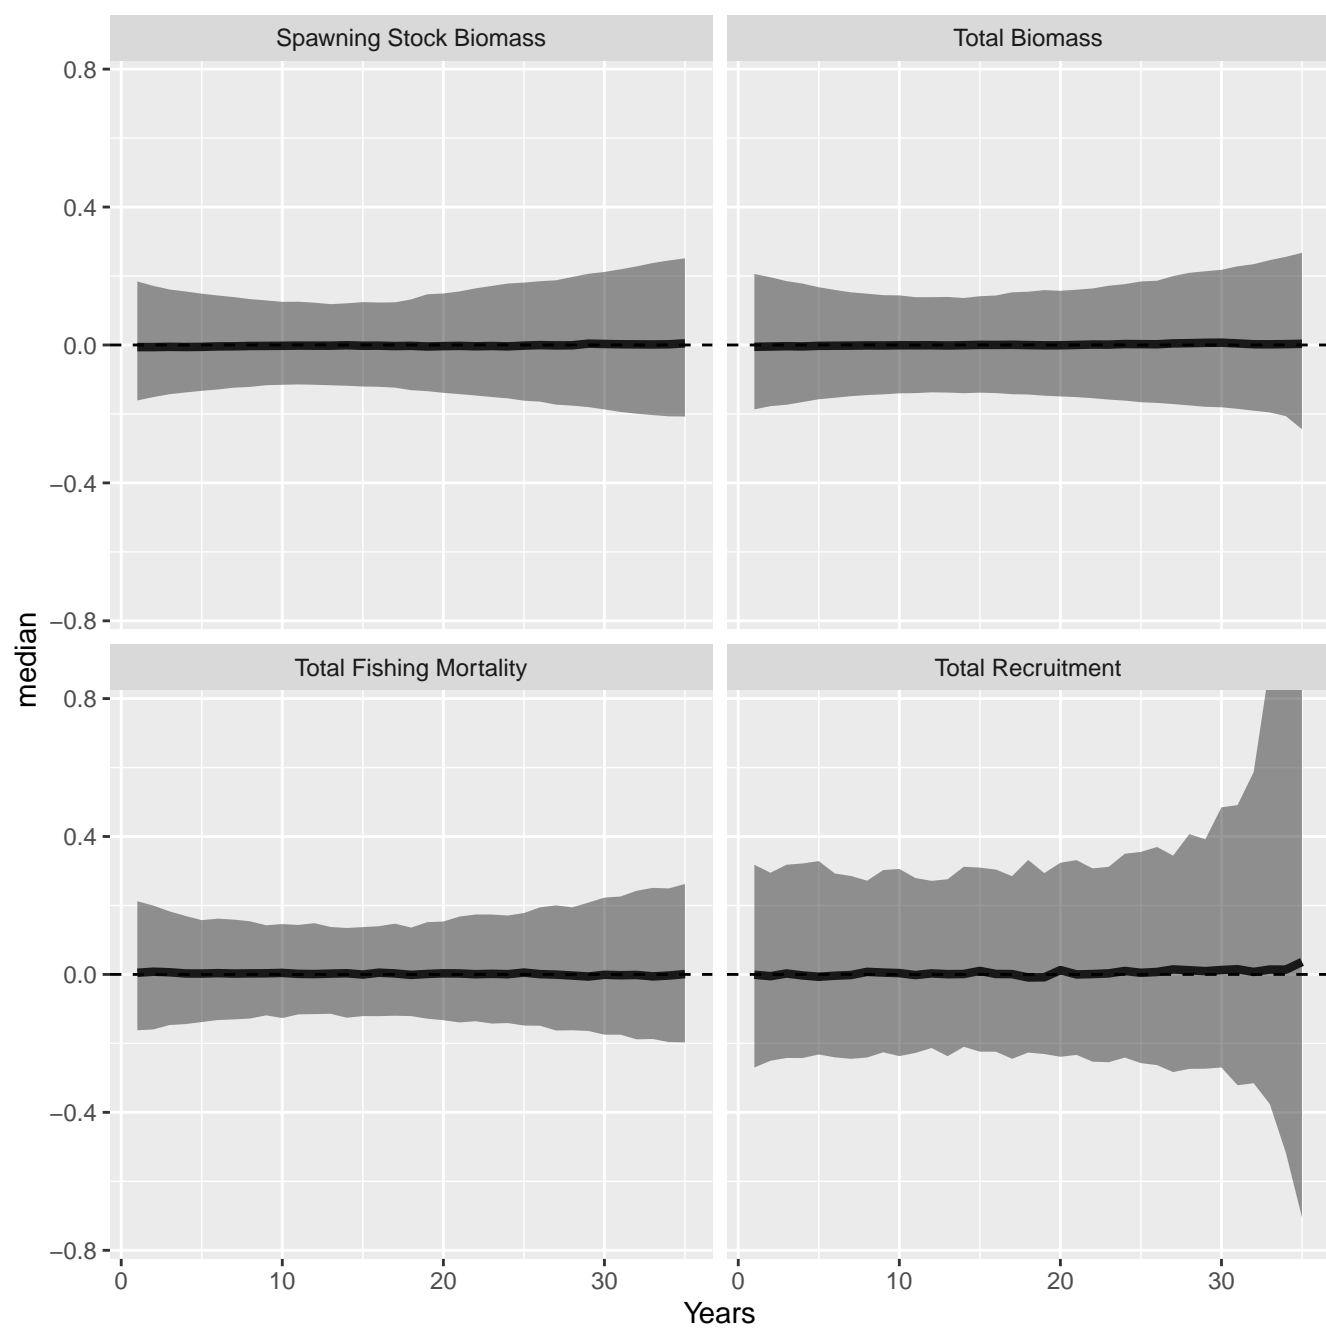 Spawning Stock Biomass
Total Biomass
0.8
0.4
0.0
−0.4
−0.8
median
Total Fishing Mortality
Total Recruitment
0.8
0.4
0.0
−0.4
−0.8
0 10 20 30
0 10 20 30
Years